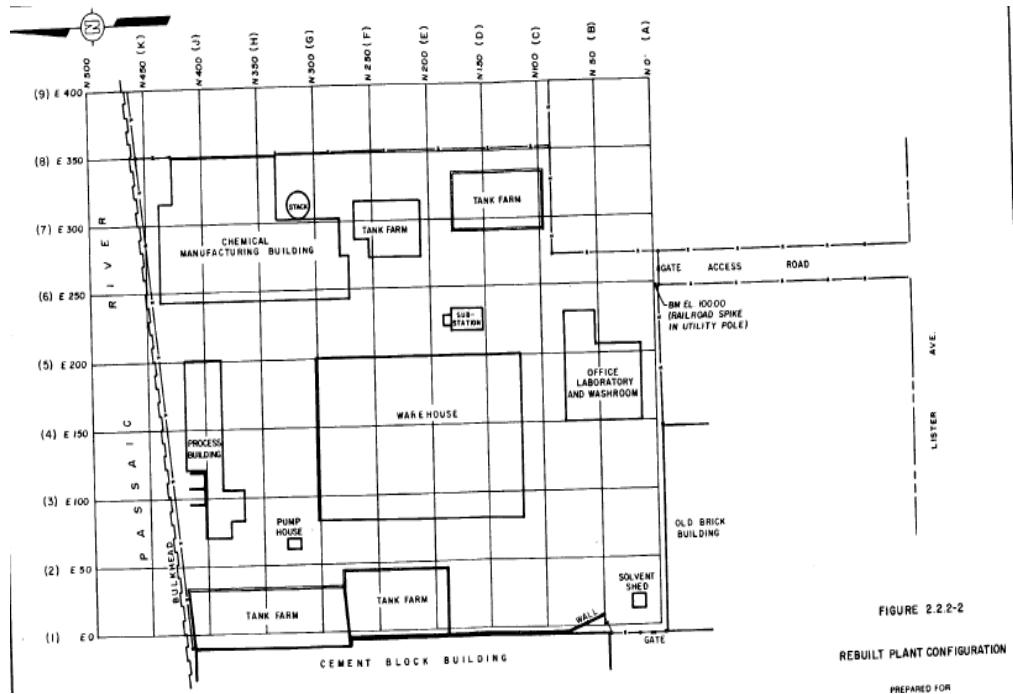 N
N 500
N 450 (K)
N 400 (J)
N 350 (H)
N 300 (G)
N 250 (F)
N 200 (E)
N 150 (D)
N 100 (C)
N 50 (B)
N 0' (A)
(9) E 400
(8) E 350
(7) E 300
(6) E 250
(5) E 200
(4) E 150
(3) E 100
(2) E 50
(1) E 0
PASSAIC RIVER
BULKHEAD
STACK
CHEMICAL
MANUFACTURING BUILDING
TANK FARM
TANK FARM
GATE ACCESS ROAD
BM EL 100.00
(RAILROAD SPIKE
IN UTILITY POLE)
SUB-
STATION
OFFICE
LABORATORY
AND WASHROOM
LISTER AVE.
WAREHOUSE
PROCESS
BUILDING
PUMP
HOUSE
OLD BRICK
BUILDING
SOLVENT
SHED
TANK FARM
TANK FARM
WALL
GATE
CEMENT BLOCK BUILDING
FIGURE 2.2.2-2
REBUILT PLANT CONFIGURATION
PREPARED FOR